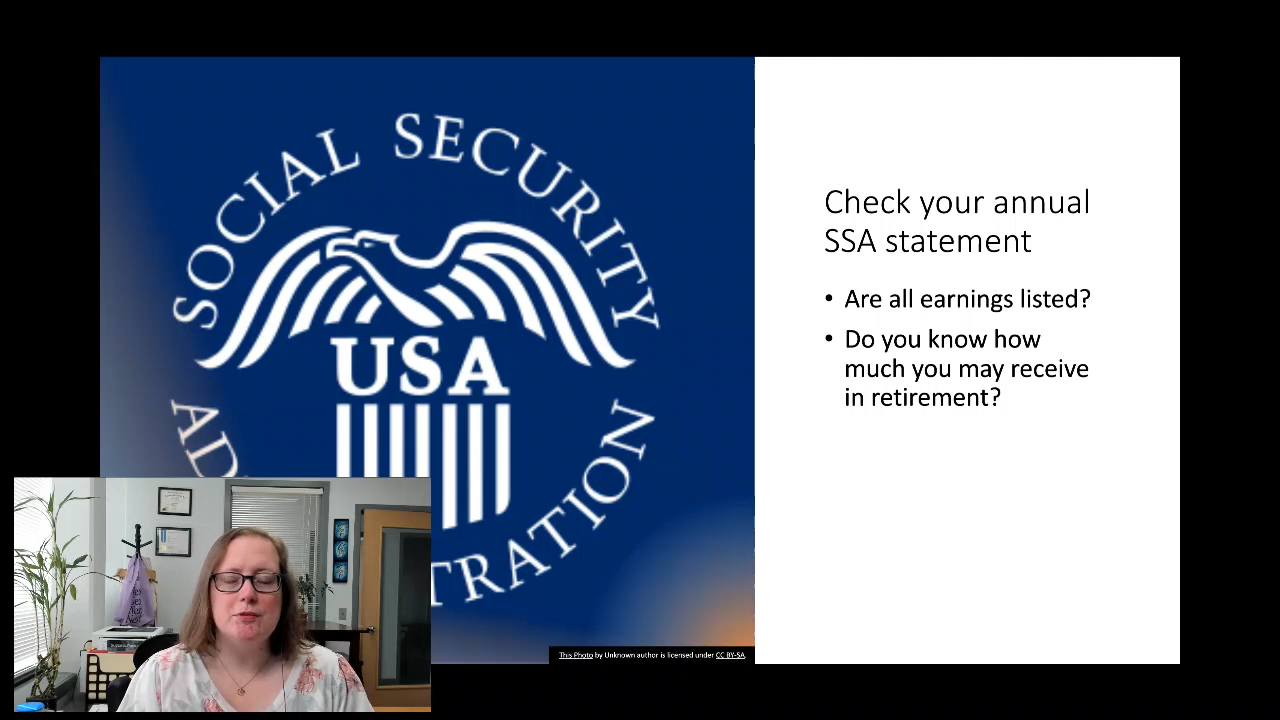 SOCIAL SECURITY
USA
AD
TRATION
Check your annual
SSA statement
• Are all earnings listed?
• Do you know how
much you may receive
in retirement?
This Photo by Unknown author is licensed under CC BY-SA.